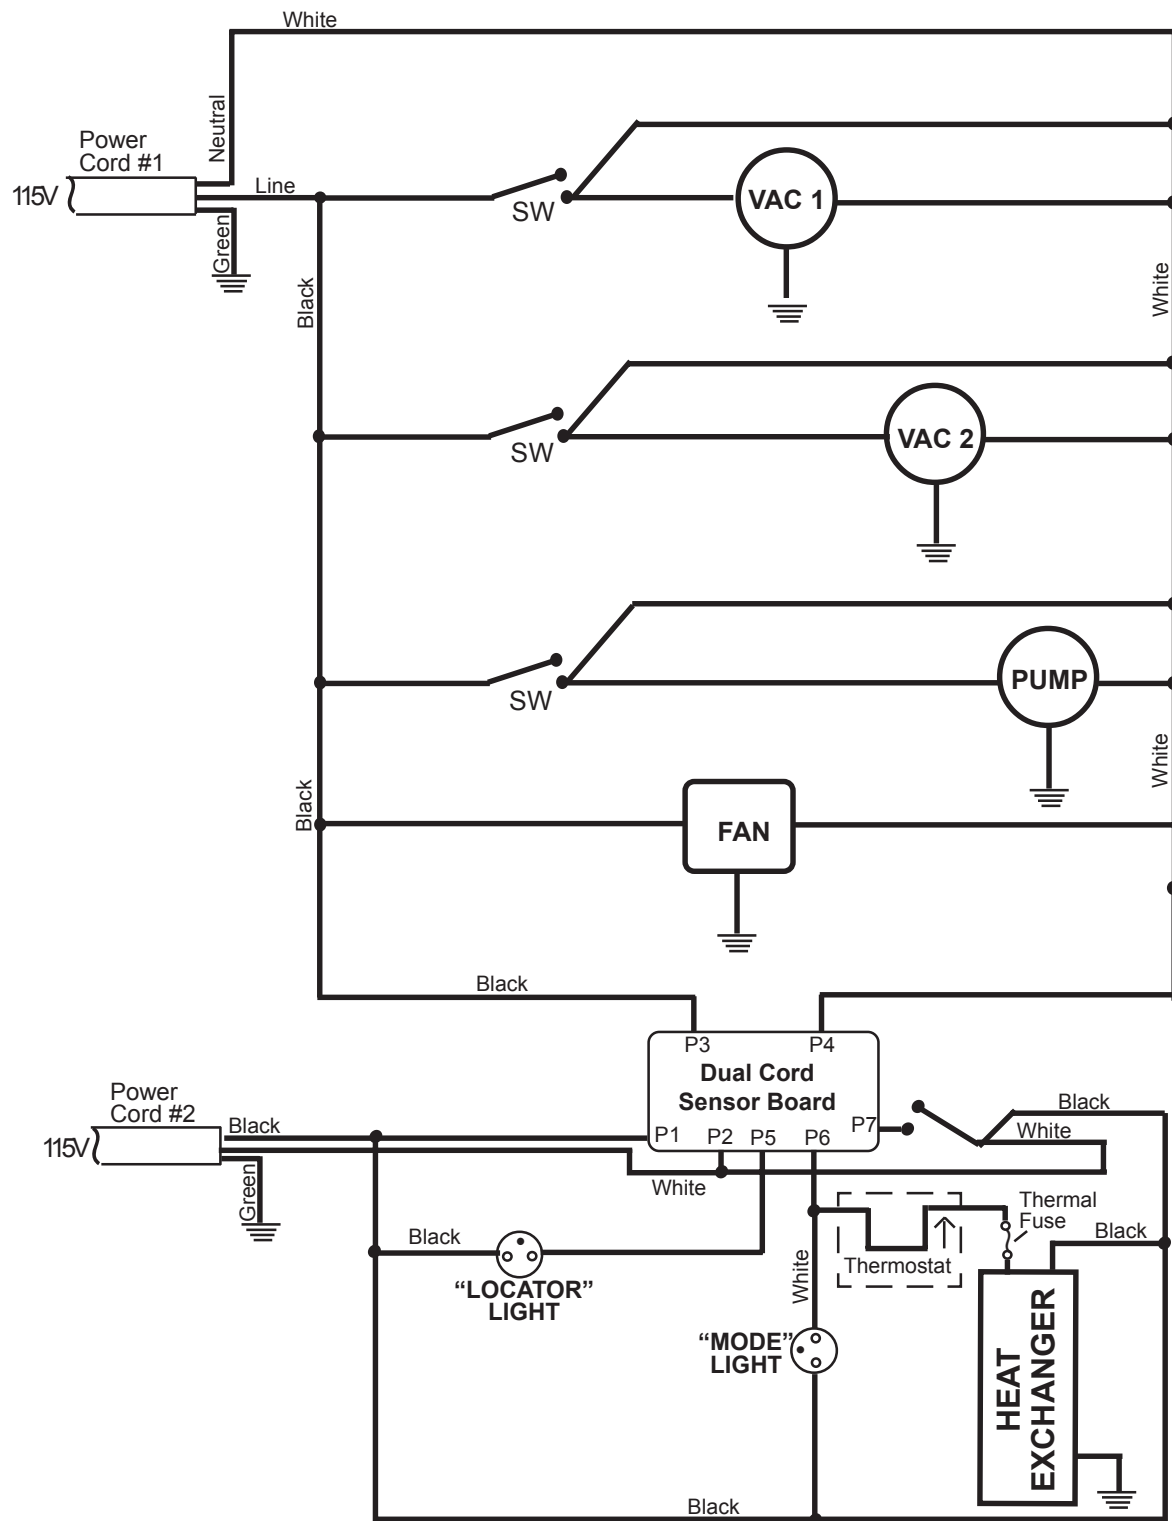 White
Neutral
Power
Cord #1
115V
Line
Green
SW
VAC 1
Black
White
SW
VAC 2
SW
PUMP
White
Black
FAN
Black
P3
P4
Dual Cord
Sensor Board
P1
P2
P5
P6
P7
Power
Cord #2
115V
Black
Green
White
Black
White
Black
"LOCATOR"
LIGHT
White
Thermostat
Thermal
Fuse
Black
"MODE"
LIGHT
HEAT
EXCHANGER
Black